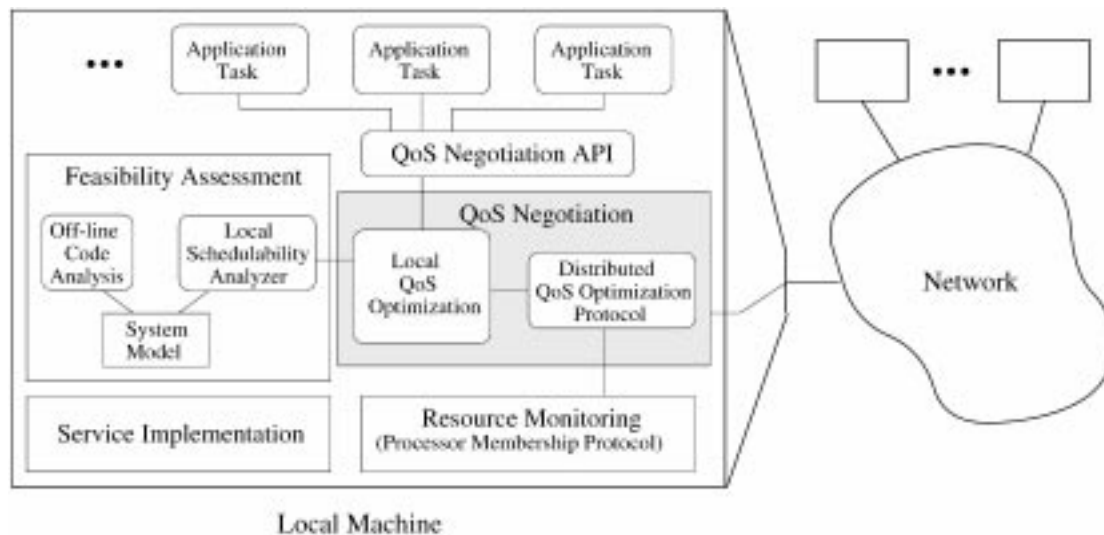 Application
Task
Application
Task
Application
Task
QoS Negotiation API
Feasibility Assessment
QoS Negotiation
Off-line
Code
Analysis
Local
Schedulability
Analyzer
Local
QoS
Optimization
Distributed
QoS Optimization
Protocol
System
Model
Network
Service Implementation
Resource Monitoring
(Processor Membership Protocol)
Local Machine